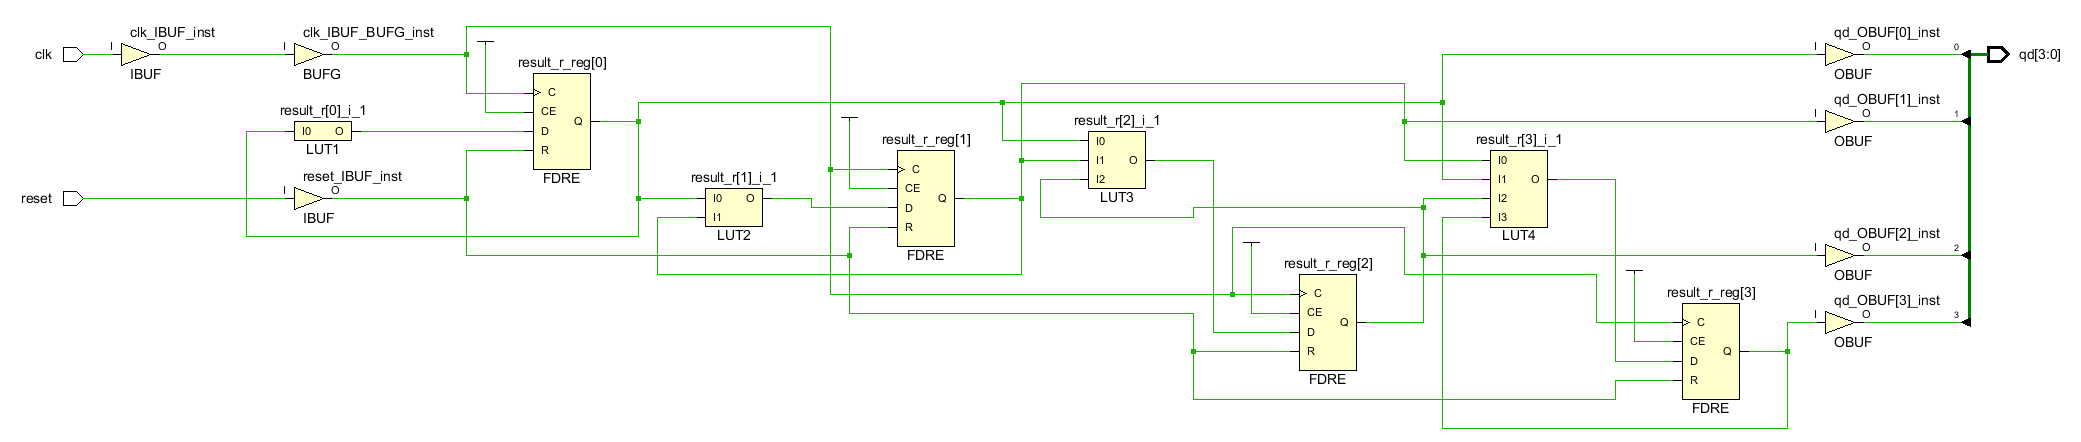 clk
I
clk_IBUF_inst
O
IBUF
I
clk_IBUF_BUFG_inst
O
BUFG
result_r[0]_i_1
I0 O
LUT1
reset
I
reset_IBUF_inst
O
IBUF
result_r_reg[0]
C
CE
D
R
Q
FDRE
result_r[1]_i_1
I0 O
I1
LUT2
result_r_reg[1]
C
CE
D
R
Q
FDRE
result_r[2]_i_1
I0
I1 O
I2
LUT3
result_r_reg[2]
C
CE
D
R
Q
FDRE
result_r[3]_i_1
I0
I1 O
I2
I3
LUT4
result_r_reg[3]
C
CE
D
R
Q
FDRE
qd_OBUF[0]_inst
I O
OBUF
0
qd_OBUF[1]_inst
I O
OBUF
1
qd_OBUF[2]_inst
I O
OBUF
2
qd_OBUF[3]_inst
I O
OBUF
3
qd[3:0]